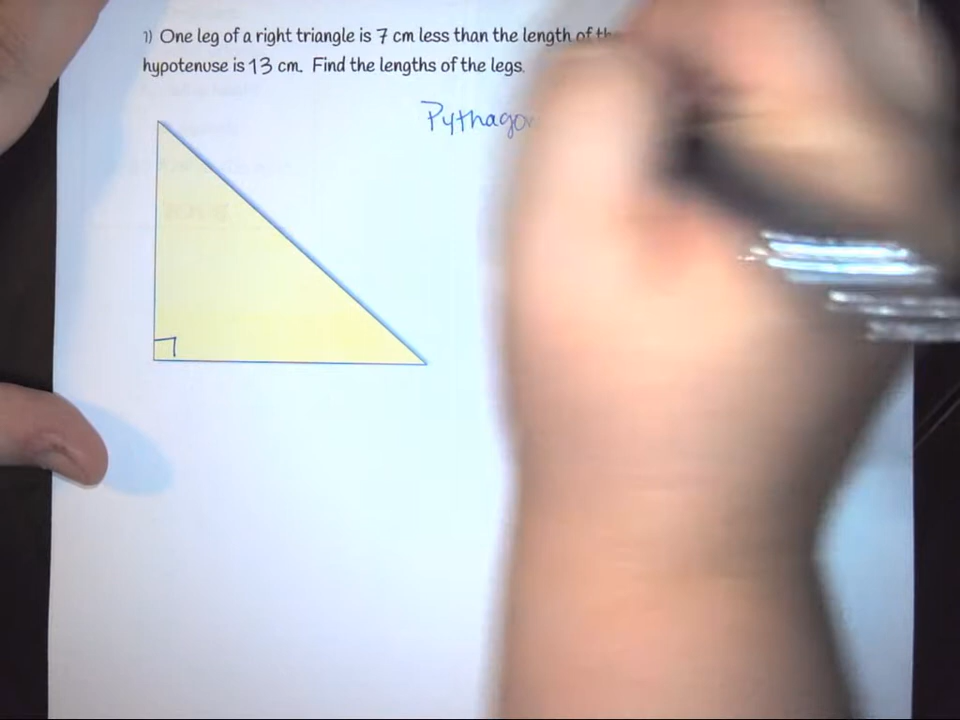 1) One leg of a right triangle is 7 cm less than the length of
hypotenuse is 13 cm. Find the lengths of the legs.